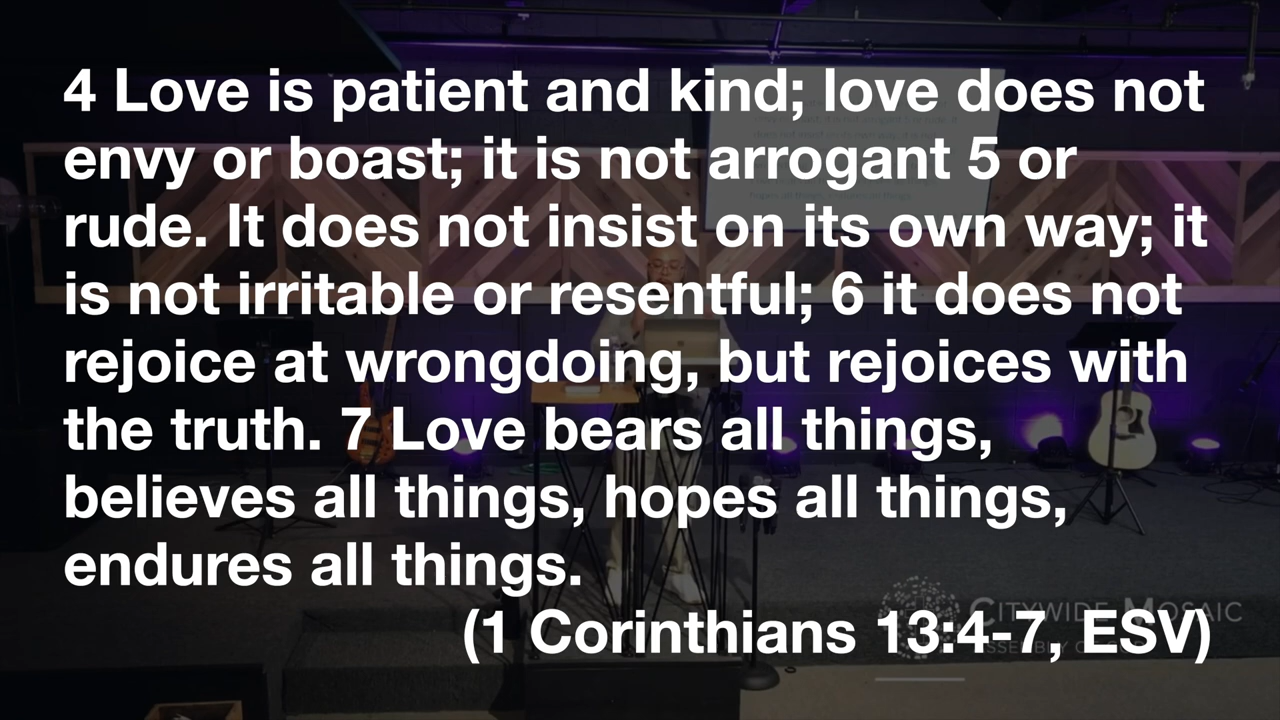 4 Love is patient and kind; love does not
envy or boast; it is not arrogant 5 or
rude. It does not insist on its own way; it
is not irritable or resentful; 6 it does not
rejoice at wrongdoing, but rejoices with
the truth. 7 Love bears all things,
believes all things, hopes all things,
endures all things.
(1 Corinthians 13:4-7, ESV)
CITYWIDE MOSAIC